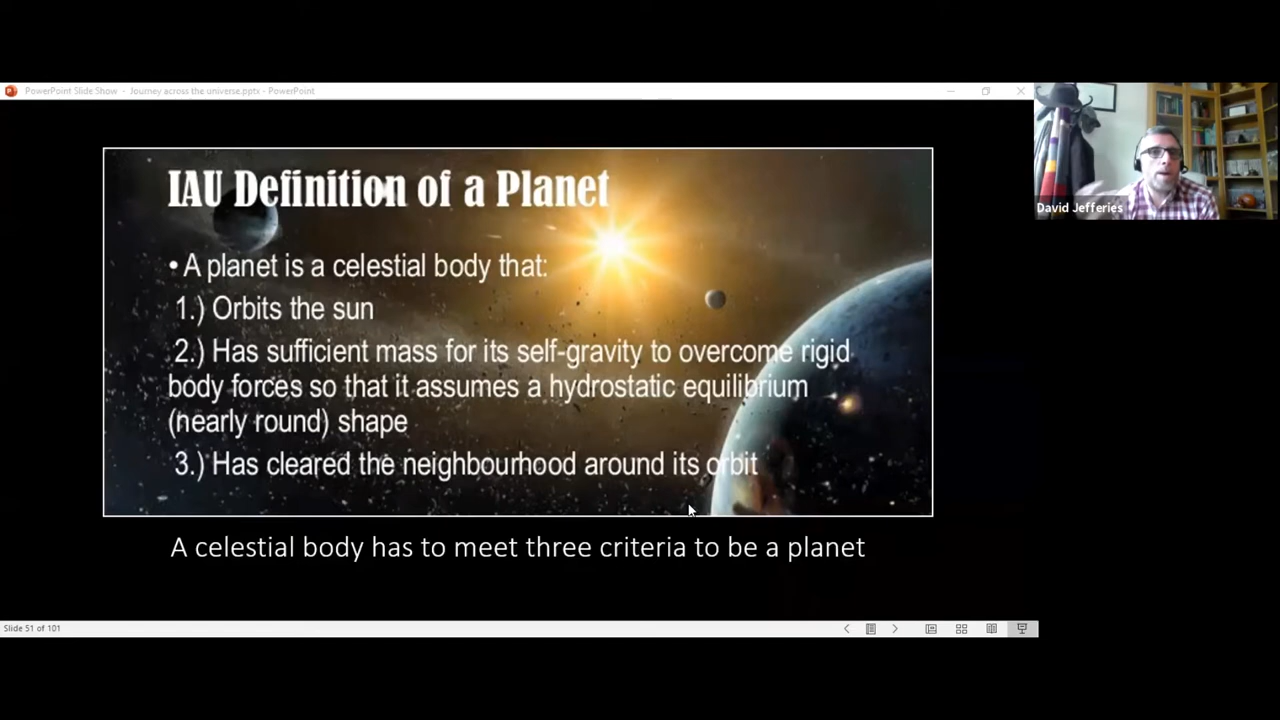 PowerPoint Slide Show - Journey across the universe.pptx - PowerPoint
IAU Definition of a Planet
• A planet is a celestial body that:
1.) Orbits the sun
2.) Has sufficient mass for its self-gravity to overcome rigid
body forces so that it assumes a hydrostatic equilibrium
(nearly round) shape
3.) Has cleared the neighbourhood around its orbit
A celestial body has to meet three criteria to be a planet
Slide 51 of 101
David Jefferies